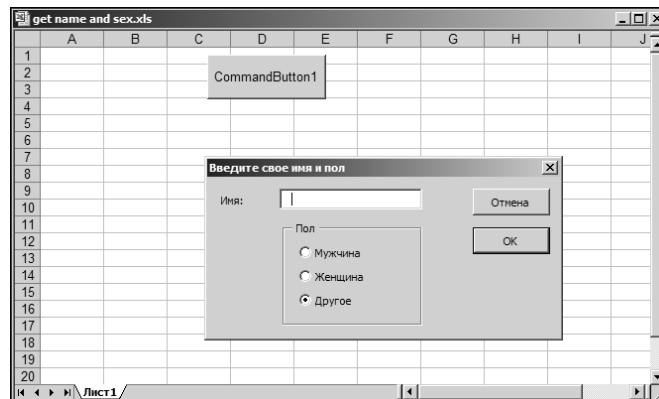 get name and sex.xls
A B C D E F G H I J
1
2
3
4
5
6
7
8
9
10
11
12
13
14
15
16
17
18
19
20
CommandButton1
Введите свое имя и пол
Имя:
Отмена
OK
Пол
Мужчина
Женщина
Другое
Лист1